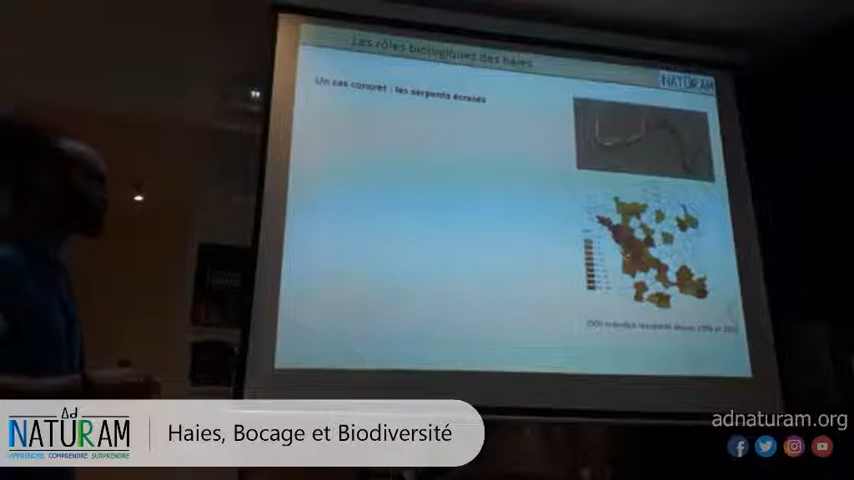 Les rôles biologiques des haies
NATURAM
Un cas concret : les serpents écrasés
Ad
NATURAM
APPRENDRE COMPRENDRE SURPRENDRE
Haies, Bocage et Biodiversité
adnaturam.org